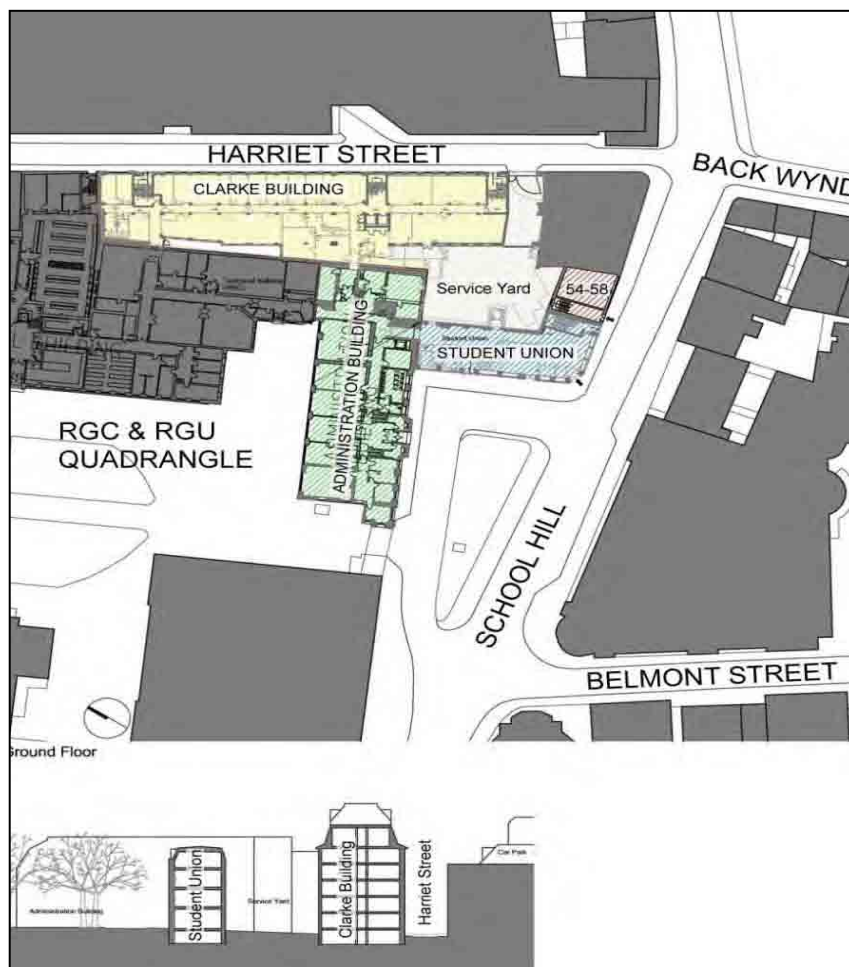 HARRIET STREET
BACK WYND
CLARKE BUILDING
Service Yard
54-58
ADMINISTRATION BUILDING
STUDENT UNION
RGC & RGU
QUADRANGLE
SCHOOL HILL
BELMONT STREET
Ground Floor
Administration Building
Student Union
Service Yard
Clarke Building
Harriet Street
Car Park